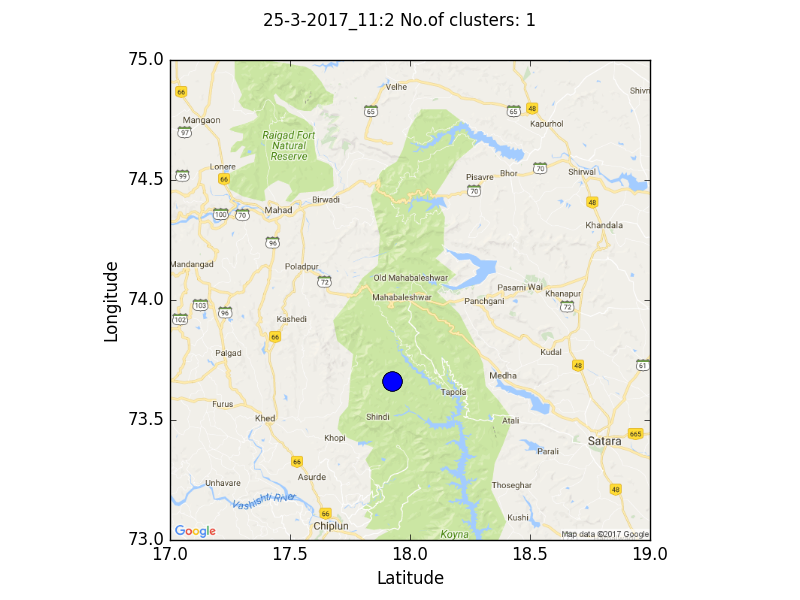 25-3-2017_11:2 No.of clusters: 1
75.0
74.5
74.0
73.5
73.0
Longitude
17.0
17.5
18.0
18.5
19.0
Latitude
66
Velhe
Shivr
65
65
48
Mangaon
Kapurhol
97
Raigad Fort
Natural
Reserve
Lonere
99
66
Pisavre
Bhor
70
Shirwal
70
Birwadi
48
Mahad
100
70
Khandala
96
Mandangad
Poladpur
72
Old Mahabaleshwar
Pasarni Wai
Mahabaleshwar
Panchgani
Khanapur
72
103
96
102
Kashedi
66
Palgad
Kudal
48
61
Medha
Tapola
Furus
Khed
Shindi
Atali
Khopi
Satara
665
Parali
66
Asurde
Unhavare
Thoseghar
48
Vashishti River
66
Chiplun
Kushi
Koyna
Google
Map data ©2017 Google